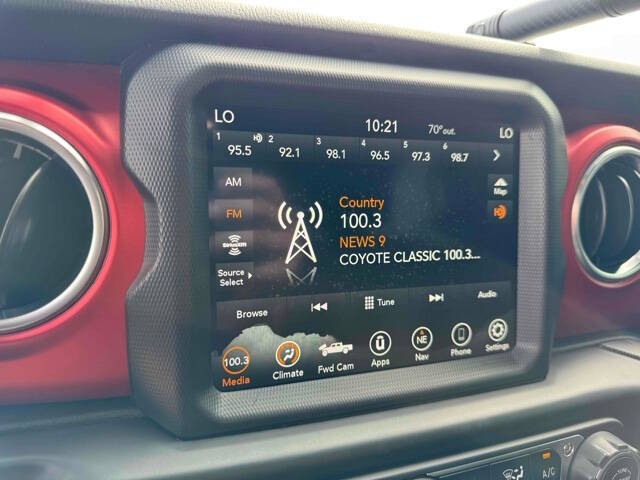 LO 10:21 70°out. LO
1 2 3 4 5 6
95.5 92.1 98.1 96.5 97.3 98.7
AM
Map
FM
Country
100.3
NEWS 9
COYOTE CLASSIC 100.3...
SiriusXM
Source
Select
Browse Tune Audio
100.3 NE
Media Climate Fwd Cam Apps Nav Phone Settings
A/C